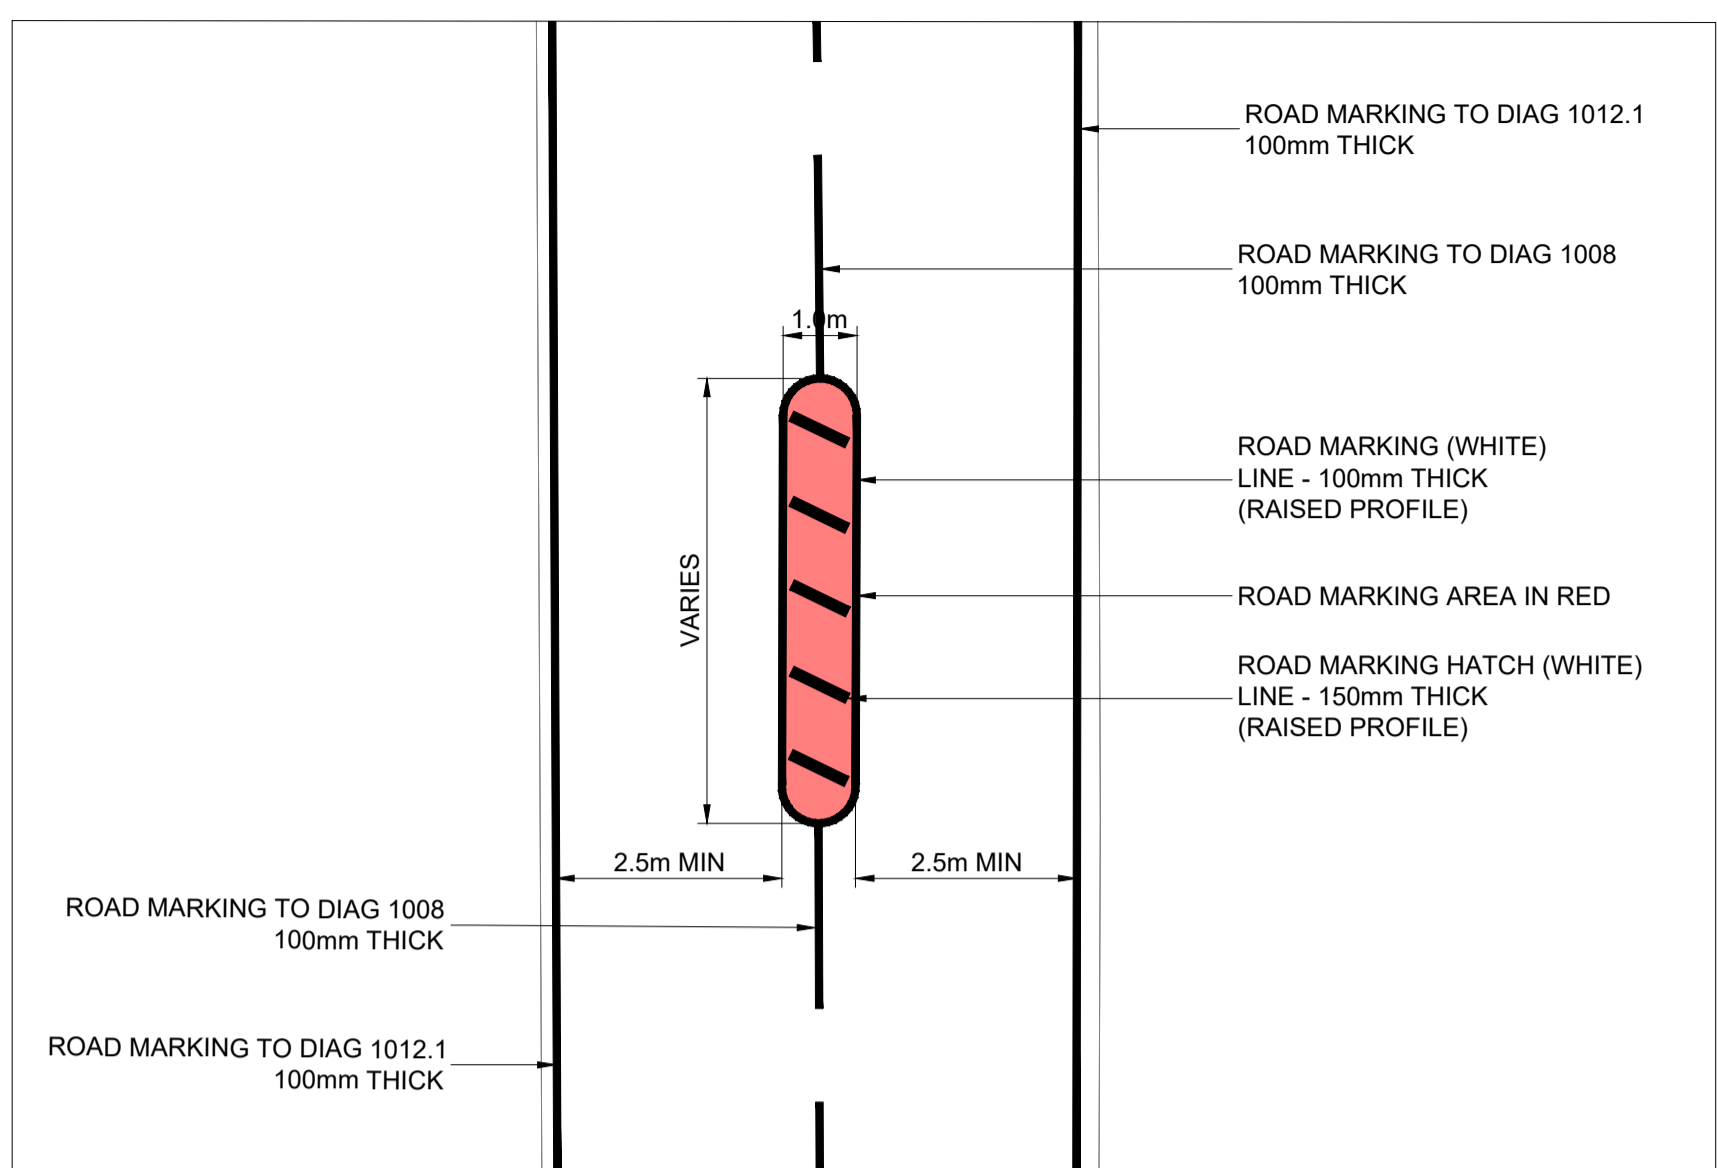 ROAD MARKING TO DIAG 1012.1
100mm THICK
ROAD MARKING TO DIAG 1008
100mm THICK
1.0m
ROAD MARKING (WHITE)
LINE - 100mm THICK
(RAISED PROFILE)
VARIES
ROAD MARKING AREA IN RED
ROAD MARKING HATCH (WHITE)
LINE - 150mm THICK
(RAISED PROFILE)
2.5m MIN
2.5m MIN
ROAD MARKING TO DIAG 1008
100mm THICK
ROAD MARKING TO DIAG 1012.1
100mm THICK